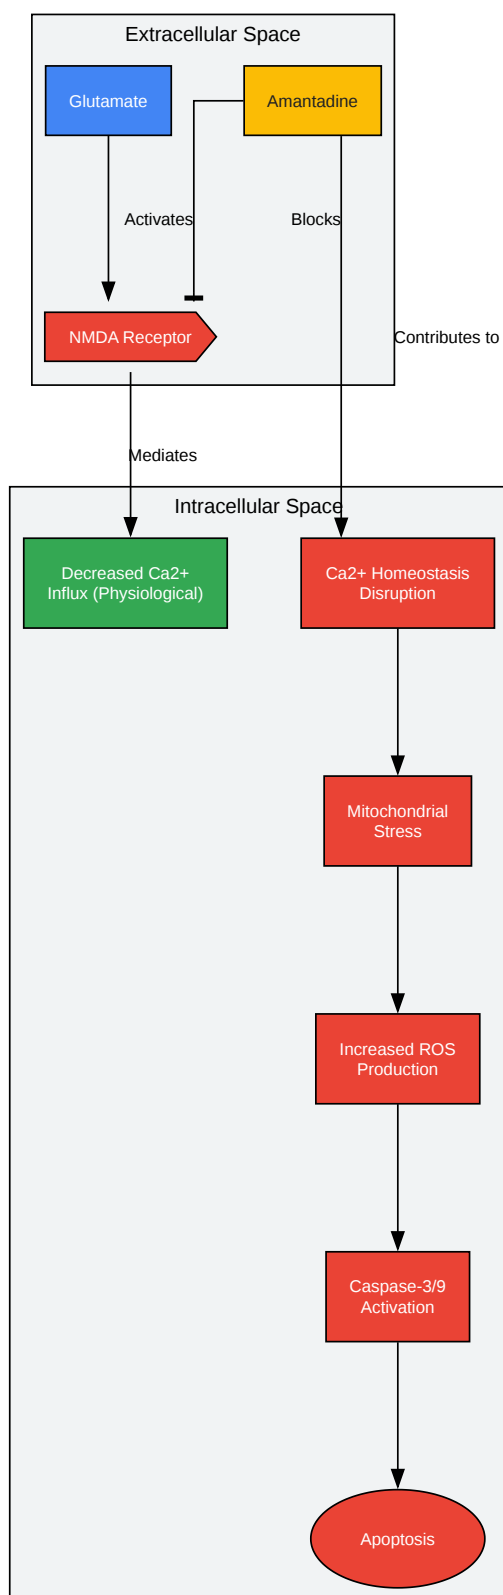 Extracellular Space
Glutamate
Amantadine
Activates
Blocks
NMDA Receptor
Contributes to
Mediates
Intracellular Space
Decreased Ca2+
Influx (Physiological)
Ca2+ Homeostasis
Disruption
Mitochondrial
Stress
Increased ROS
Production
Caspase-3/9
Activation
Apoptosis